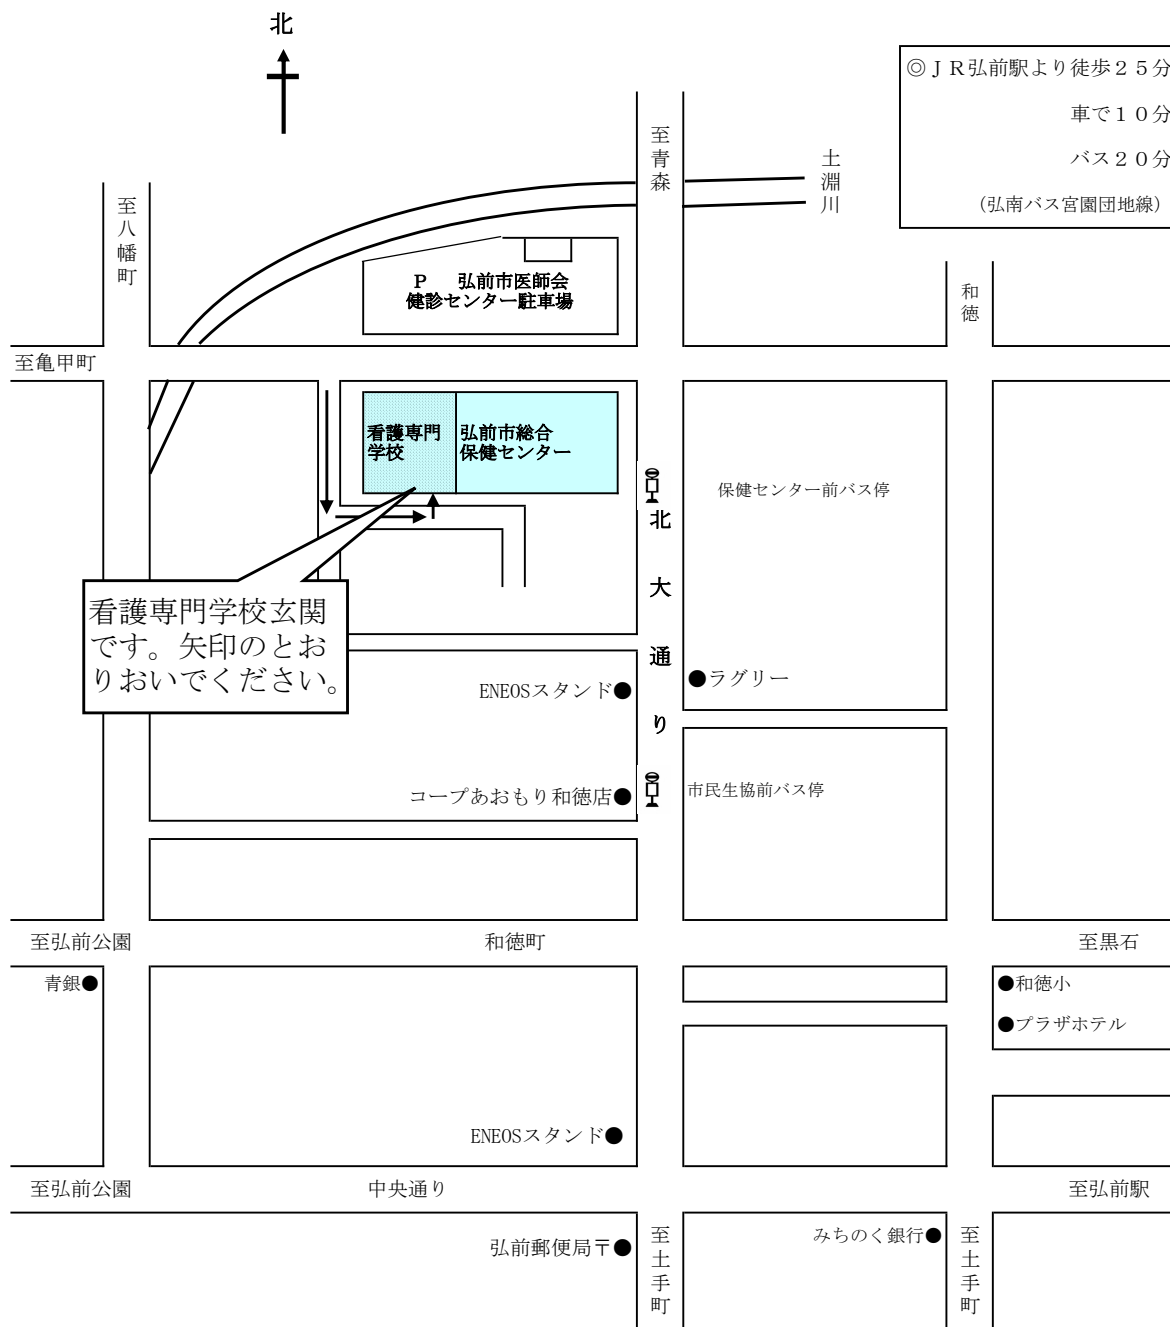 北
◎ＪＲ弘前駅より徒歩２５分
車で１０分
バス２０分
（弘南バス宮園団地線）
至青森
土淵川
至八幡町
Ｐ　弘前市医師会
健診センター駐車場
和徳
至亀甲町
看護専門
学校
弘前市総合
保健センター
保健センター前バス停
北大通り
看護専門学校玄関
です。矢印のとお
りおいでください。
ENEOSスタンド●
●ラグリー
コープあおもり和徳店●
市民生協前バス停
至弘前公園
和徳町
至黒石
青銀●
●和徳小
●プラザホテル
ENEOSスタンド●
至弘前公園
中央通り
至弘前駅
弘前郵便局〒●
至土手町
みちのく銀行●
至土手町